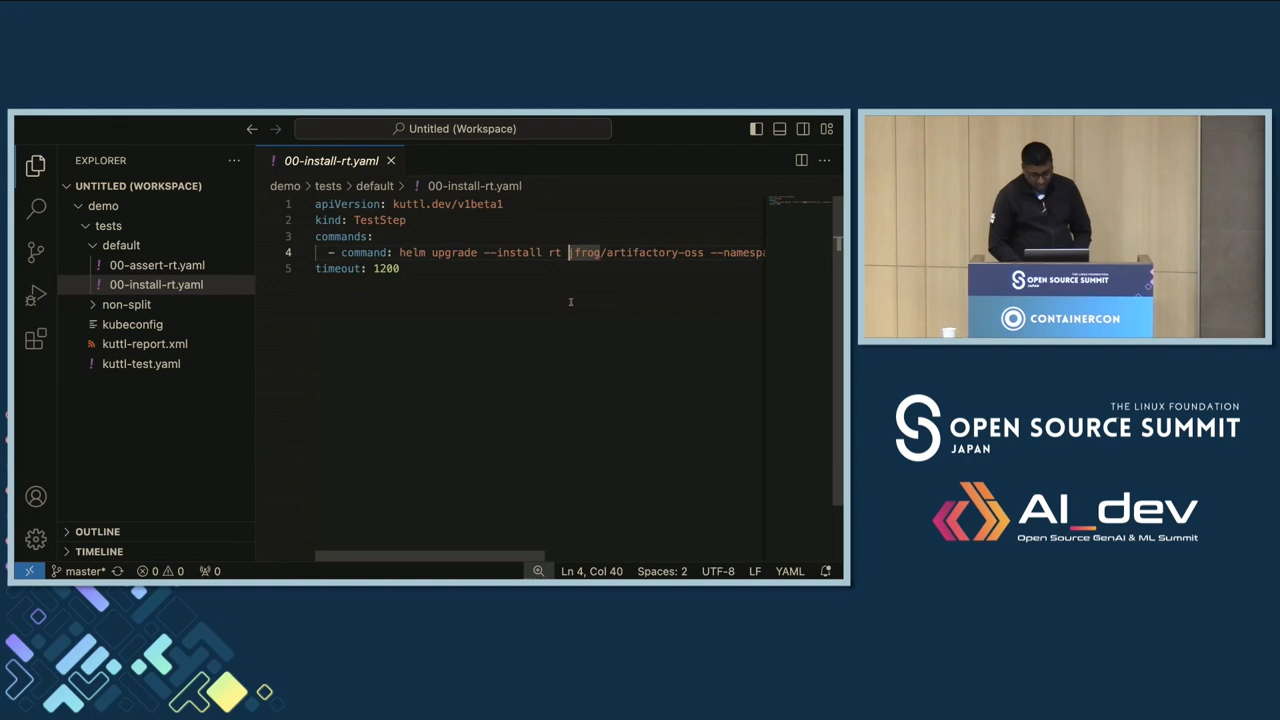 Untitled (Workspace)
EXPLORER
00-install-rt.yaml
UNTITLED (WORKSPACE)
demo
tests
default
00-assert-rt.yaml
00-install-rt.yaml
non-split
kubeconfig
kuttl-report.xml
kuttl-test.yaml
OUTLINE
TIMELINE
demo > tests > default > ! 00-install-rt.yaml
1 apiVersion: kuttl.dev/v1beta1
2 kind: TestStep
3 commands:
4 - command: helm upgrade --install rt jfrog/artifactory-oss --namespa
5 timeout: 1200
master* 0 0 0
Ln 4, Col 40 Spaces: 2 UTF-8 LF YAML
OPEN SOURCE SUMMIT
JAPAN
CONTAINERCON
THE LINUX FOUNDATION
OPEN SOURCE SUMMIT
JAPAN
AI_dev
Open Source GenAI & ML Summit